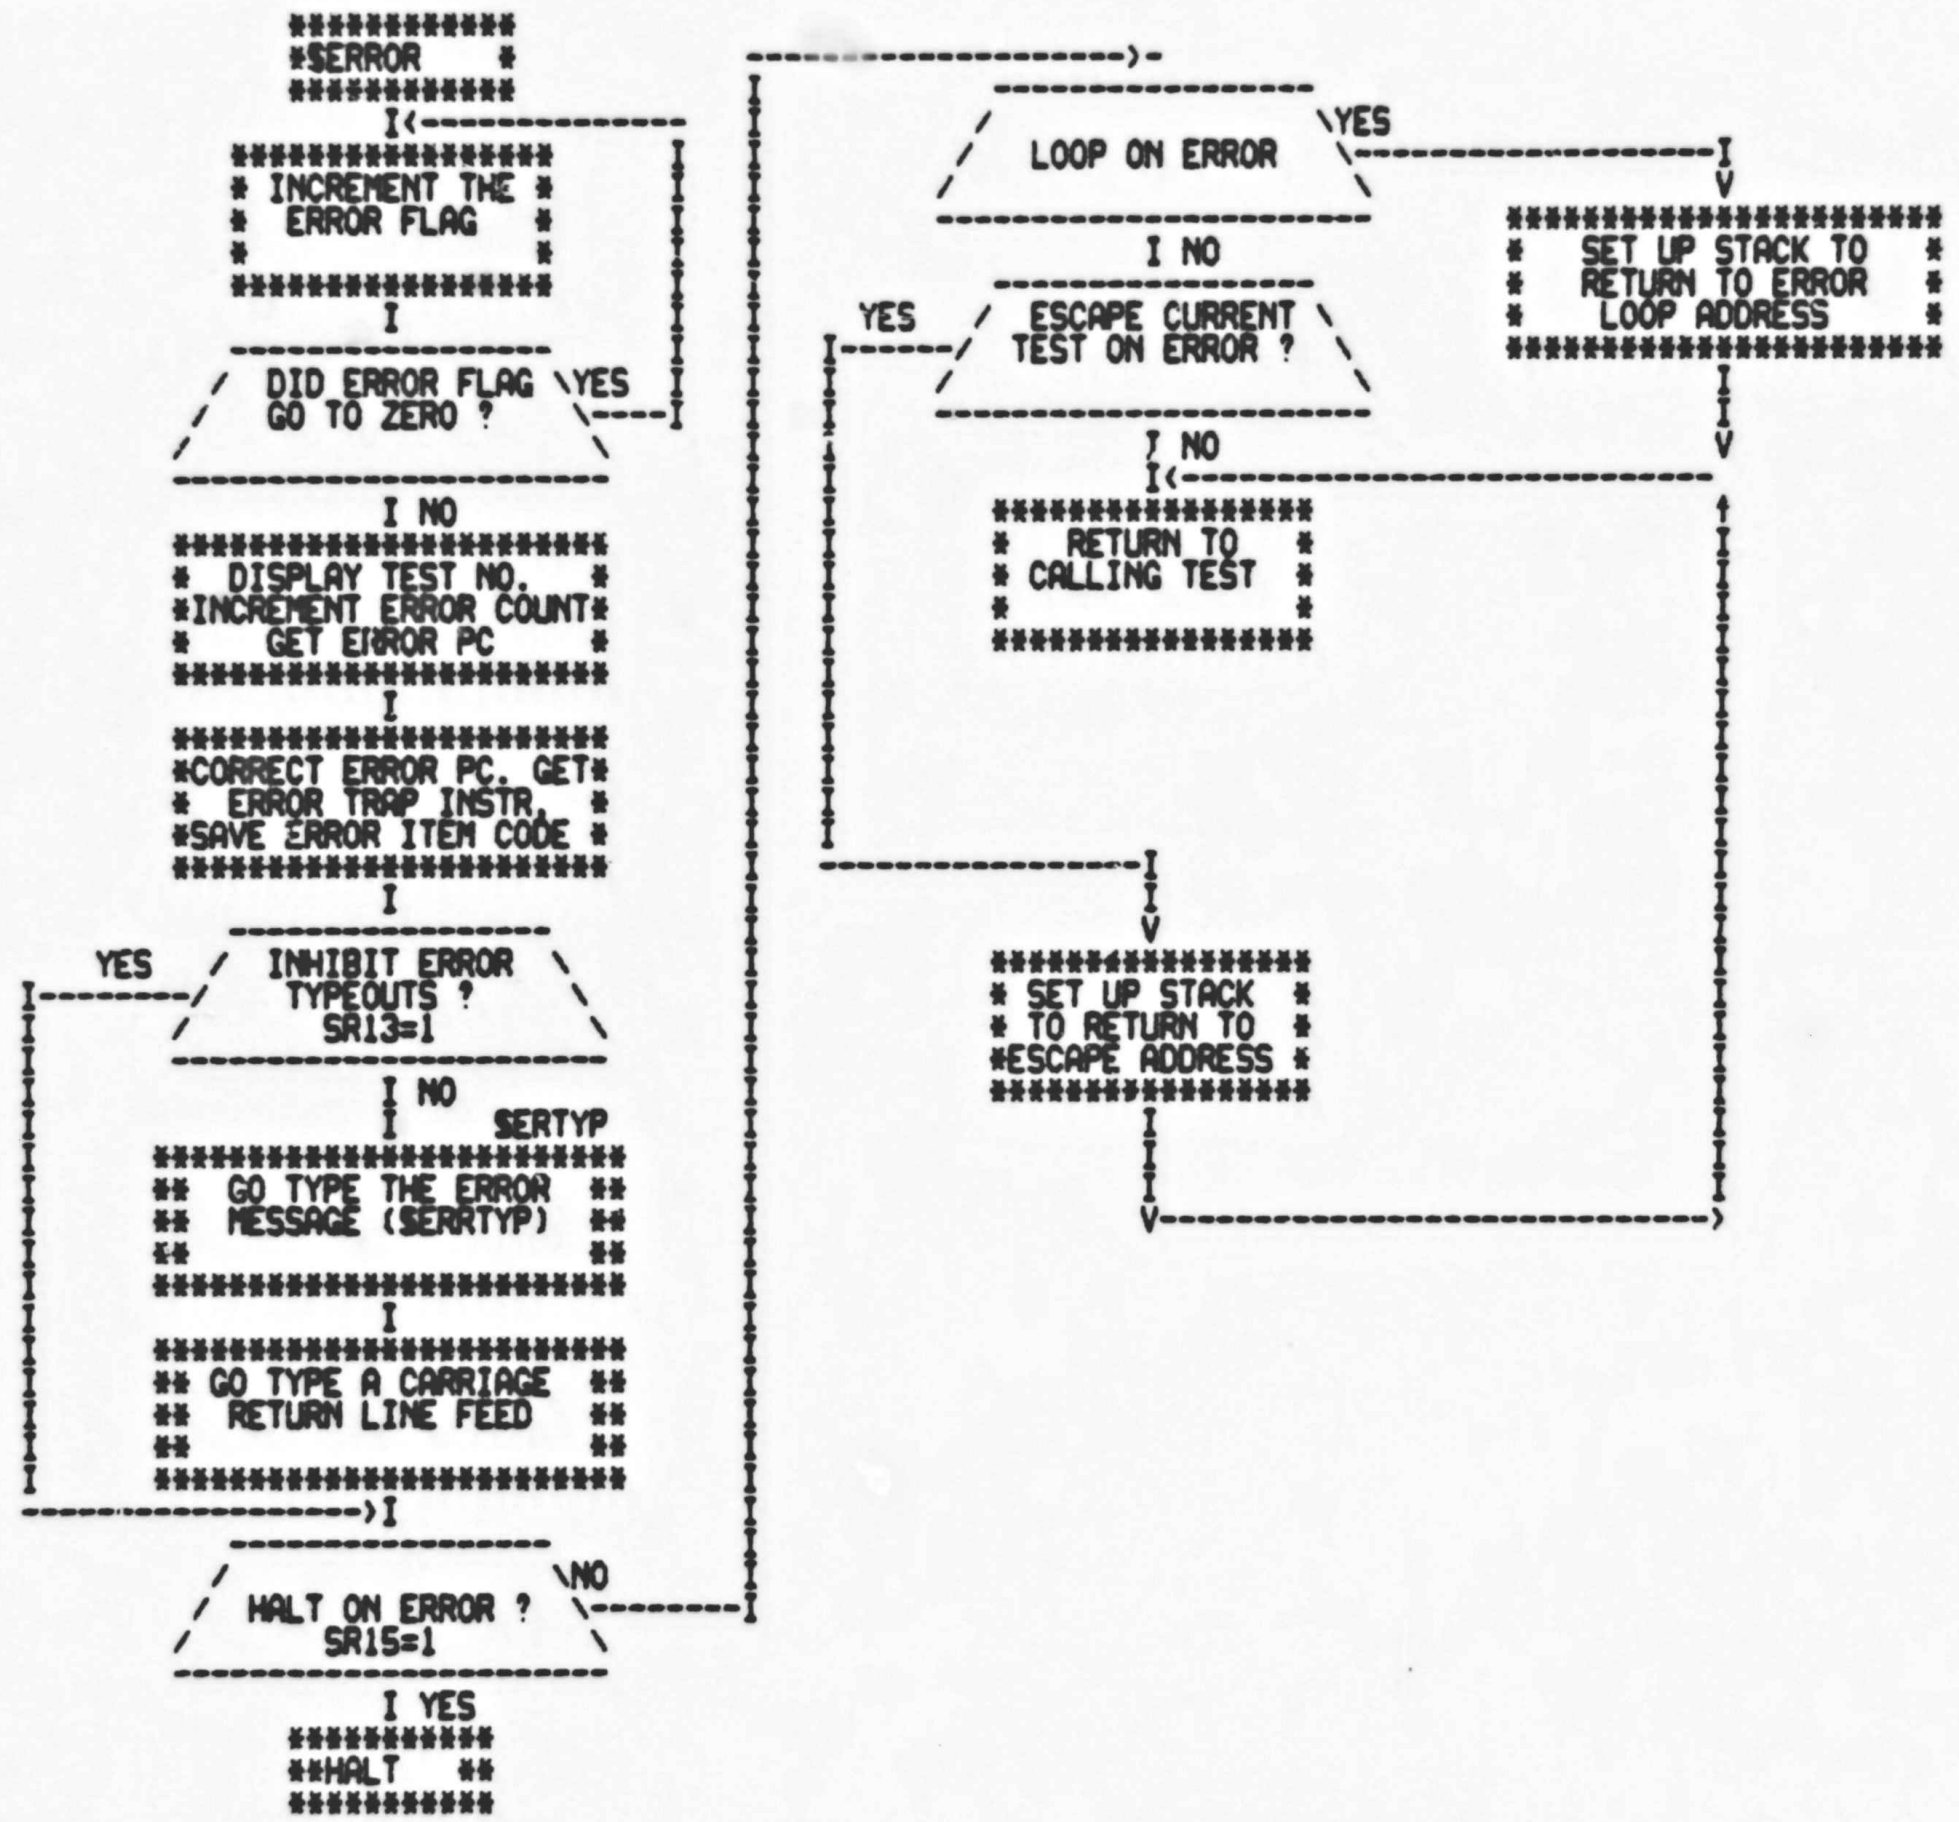 $ERROR
INCREMENT THE
ERROR FLAG
DID ERROR FLAG
YES
GO TO ZERO ?
NO
DISPLAY TEST NO.
INCREMENT ERROR COUNT
GET ERROR PC
CORRECT ERROR PC. GET
ERROR TRAP INSTR,
SAVE ERROR ITEM CODE
YES
INHIBIT ERROR
TYPEOUTS ?
SR13=1
NO
SERTYP
GO TYPE THE ERROR
MESSAGE ($ERRTYP)
GO TYPE A CARRIAGE
RETURN LINE FEED
NO
HALT ON ERROR ?
SR15=1
YES
HALT
YES
LOOP ON ERROR
SET UP STACK TO
RETURN TO ERROR
LOOP ADDRESS
NO
YES
ESCAPE CURRENT
TEST ON ERROR ?
NO
RETURN TO
CALLING TEST
SET UP STACK
TO RETURN TO
ESCAPE ADDRESS